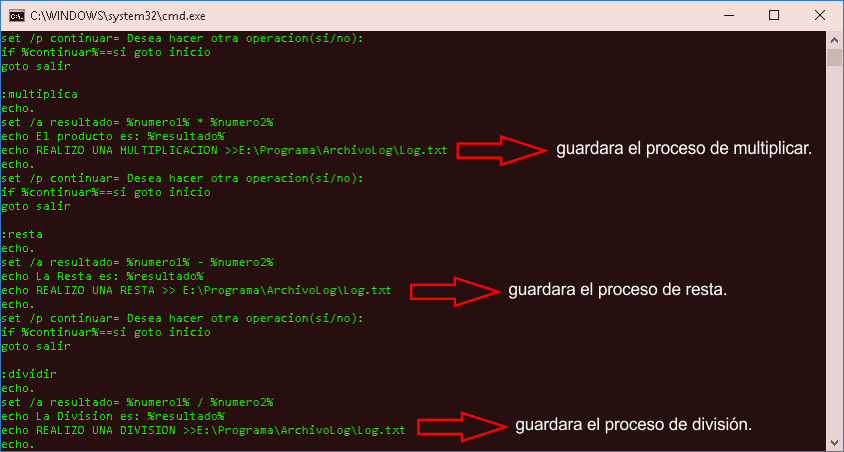 C:\WINDOWS\system32\cmd.exe
set /p continuar= Desea hacer otra operacion(si/no):
if %continuar%==si goto inicio
goto salir
:multiplica
echo.
set /a resultado= %numero1% * %numero2%
echo El producto es: %resultado%
echo REALIZO UNA MULTIPLICACION >>E:\Programa\ArchivoLog\Log.txt guardara el proceso de multiplicar.
echo.
set /p continuar= Desea hacer otra operacion(si/no):
if %continuar%==si goto inicio
goto salir
:resta
echo.
set /a resultado= %numero1% - %numero2%
echo La Resta es: %resultado%
echo REALIZO UNA RESTA >> E:\Programa\ArchivoLog\Log.txt guardara el proceso de resta.
echo.
set /p continuar= Desea hacer otra operacion(si/no):
if %continuar%==si goto inicio
goto salir
:dividir
echo.
set /a resultado= %numero1% / %numero2%
echo La Division es: %resultado%
echo REALIZO UNA DIVISION >>E:\Programa\ArchivoLog\Log.txt guardara el proceso de división.
echo.